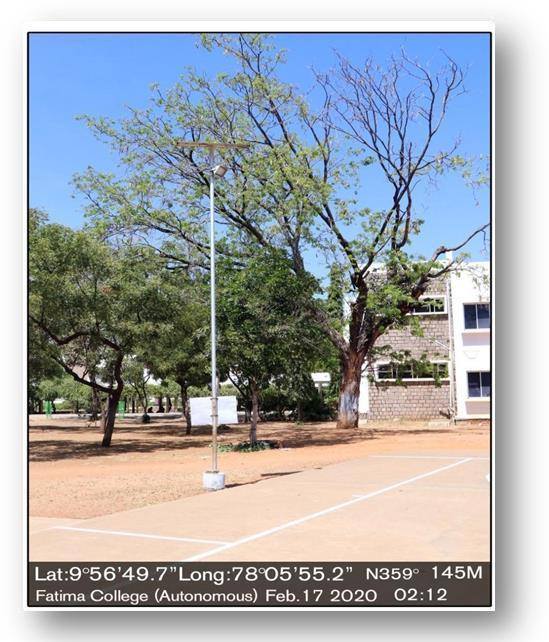 Lat:9°56'49.7" Long:78°05'55.2" N359° 145M
Fatima College (Autonomous) Feb.17 2020 02:12